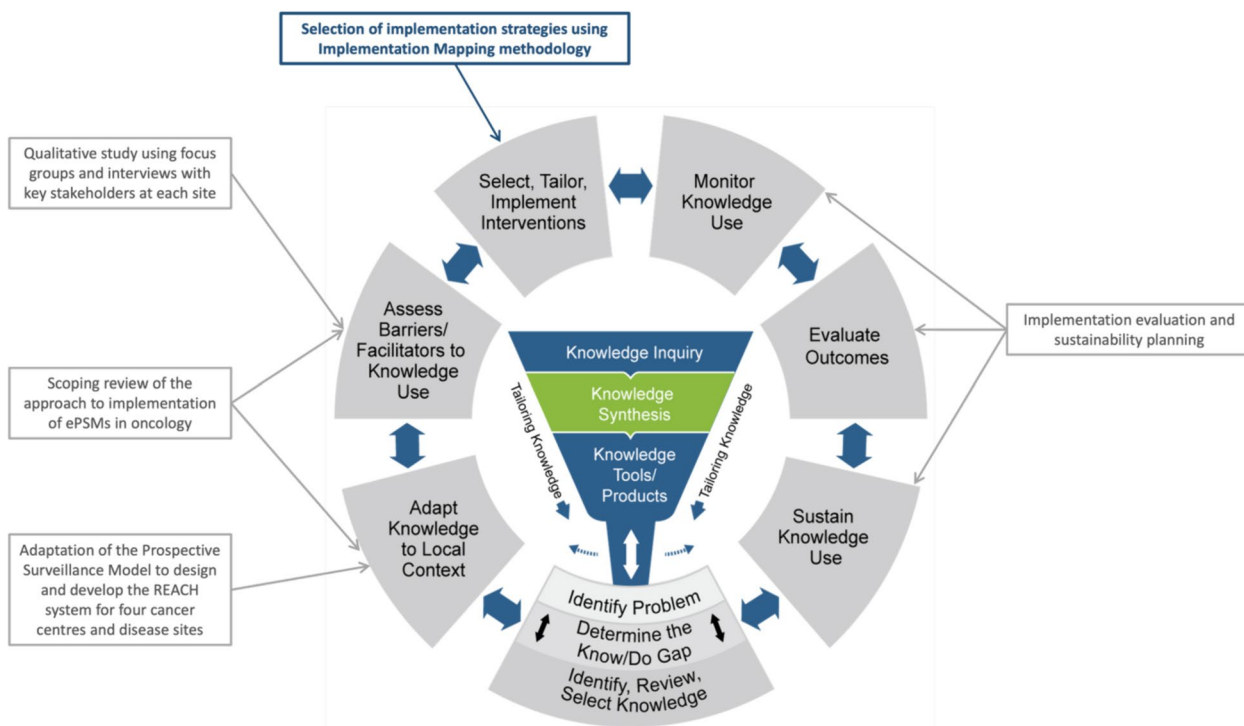 Selection of implementation strategies using
Implementation Mapping methodology
Qualitative study using focus
groups and interviews with
key stakeholders at each site
Scoping review of the
approach to implementation
of ePSMs in oncology
Adaptation of the Prospective
Surveillance Model to design
and develop the REACH
system for four cancer
centres and disease sites
Select, Tailor,
Implement
Interventions
Monitor
Knowledge
Use
Assess
Barriers/
Facilitators to
Knowledge
Use
Evaluate
Outcomes
Adapt
Knowledge
to Local
Context
Sustain
Knowledge
Use
Knowledge Inquiry
Knowledge
Synthesis
Knowledge
Tools/
Products
Tailoring Knowledge
Tailoring Knowledge
Identify Problem
Determine the
Know/Do Gap
Identify, Review,
Select Knowledge
Implementation evaluation and
sustainability planning